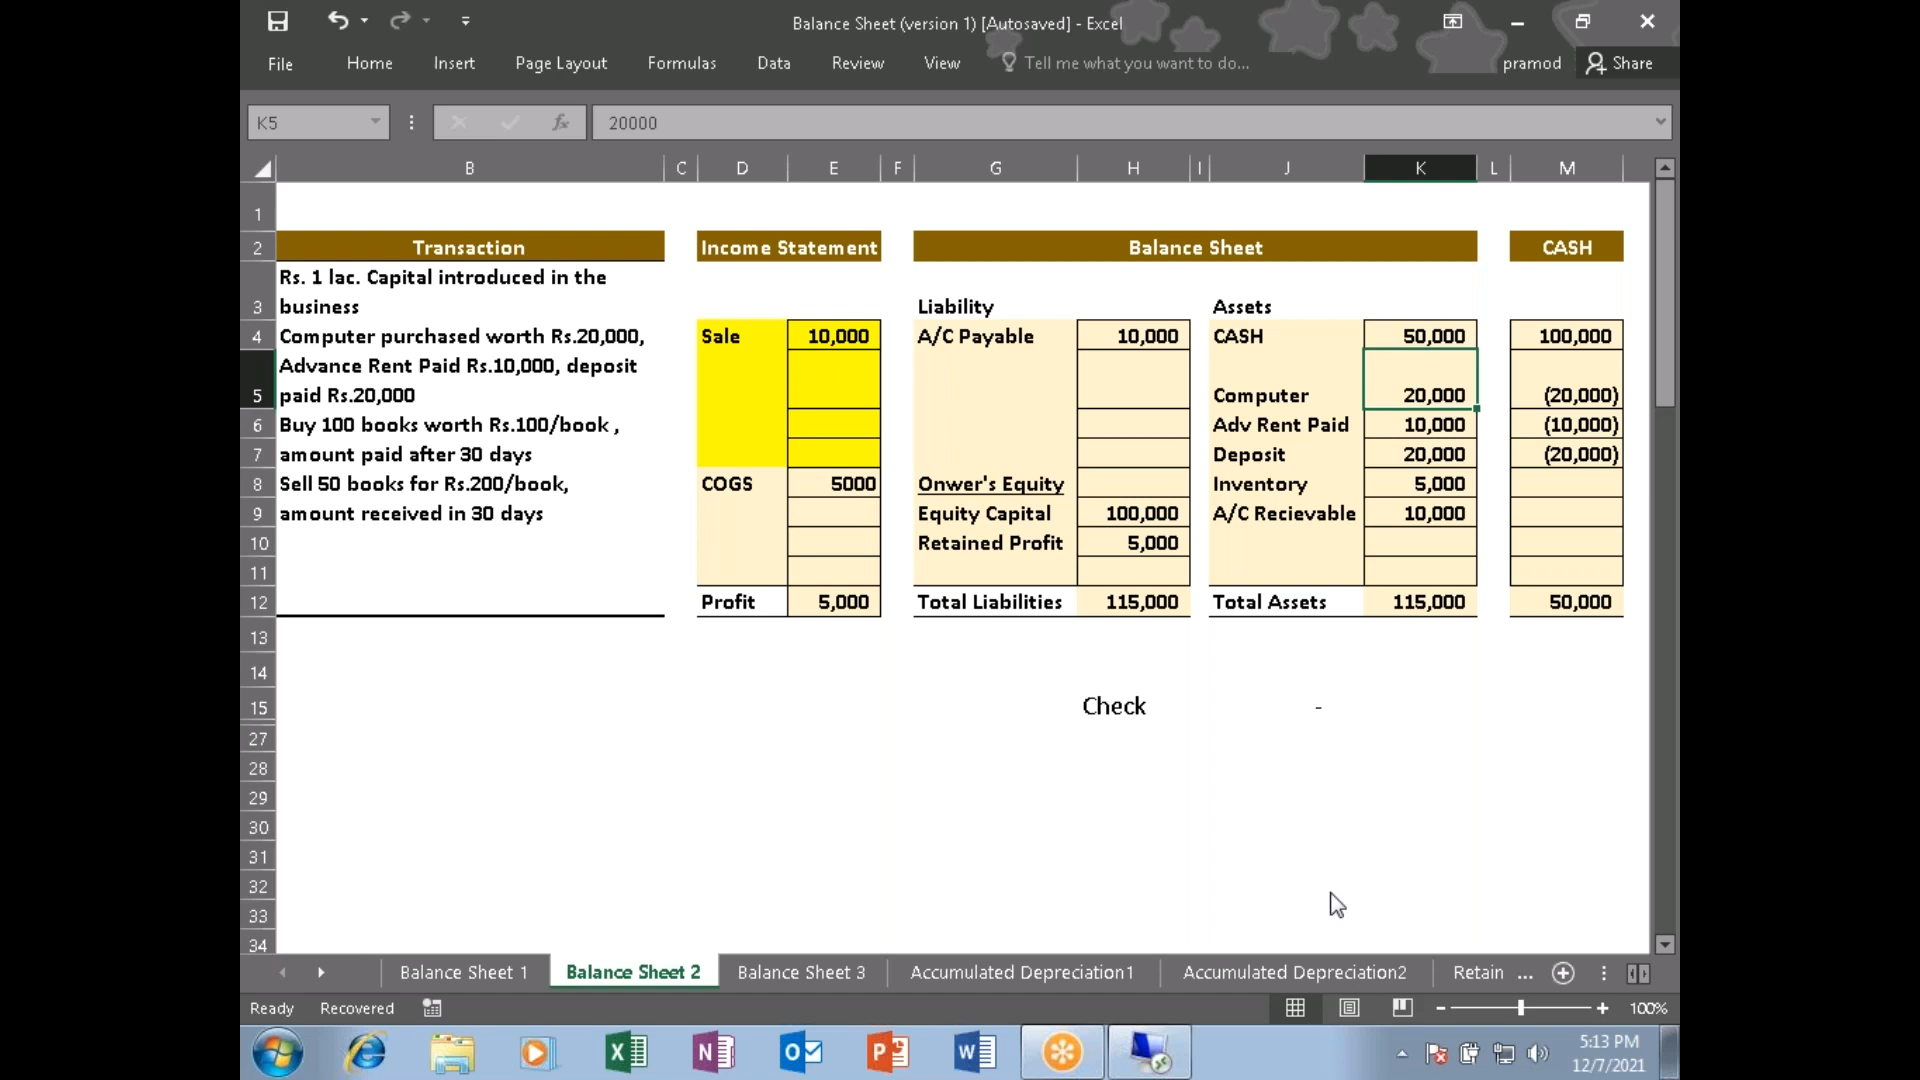 Balance Sheet (version 1) [Autosaved] - Excel
File Home Insert Page Layout Formulas Data Review View Tell me what you want to do... pramod Share
K5 fx 20000
B C D E F G H I J K L M
1
2 Transaction Income Statement Balance Sheet CASH
Rs. 1 lac. Capital introduced in the
3 business Liability Assets
4 Computer purchased worth Rs.20,000, Sale 10,000 A/C Payable 10,000 CASH 50,000 100,000
Advance Rent Paid Rs.10,000, deposit
5 paid Rs.20,000 Computer 20,000 (20,000)
6 Buy 100 books worth Rs.100/book , Adv Rent Paid 10,000 (10,000)
7 amount paid after 30 days Deposit 20,000 (20,000)
8 Sell 50 books for Rs.200/book, COGS 5000 Onwer's Equity Inventory 5,000
9 amount received in 30 days Equity Capital 100,000 A/C Recievable 10,000
10 Retained Profit 5,000
11
12 Profit 5,000 Total Liabilities 115,000 Total Assets 115,000 50,000
13
14
15 Check -
27
28
29
30
31
32
33
34
Balance Sheet 1 Balance Sheet 2 Balance Sheet 3 Accumulated Depreciation1 Accumulated Depreciation2 Retain ...
Ready Recovered 100%
5:13 PM
12/7/2021